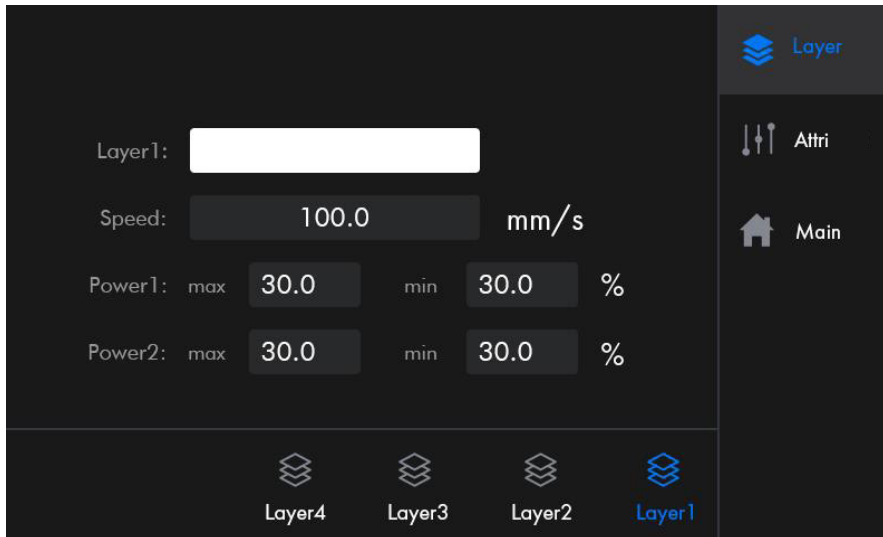 Layer
Attri
Main
Layer1:
Speed: 100.0 mm/s
Power1: max 30.0 min 30.0 %
Power2: max 30.0 min 30.0 %
Layer4 Layer3 Layer2 Layer1